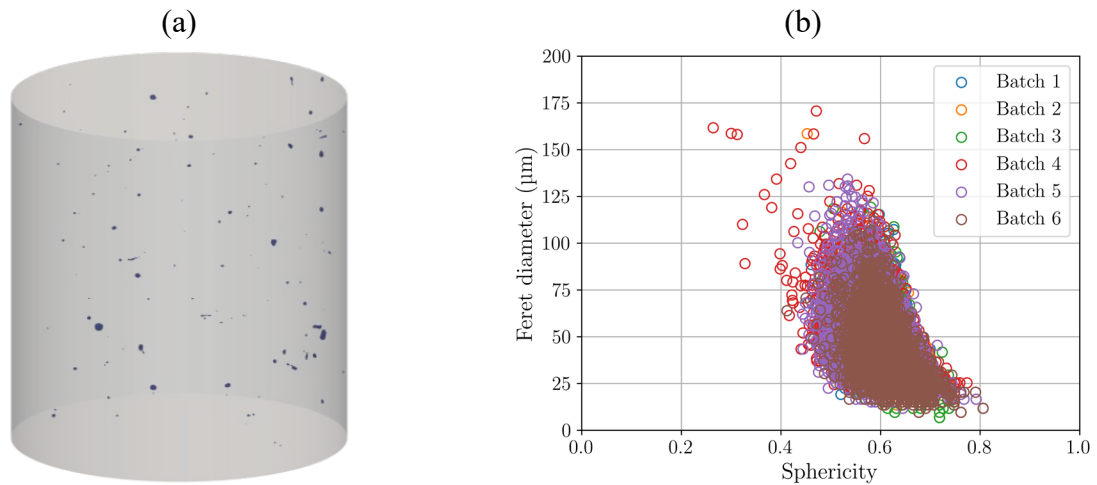 (a)
(b)
200
175
150
125
100
75
50
25
0
Feret diameter (µm)
0.0 0.2 0.4 0.6 0.8 1.0
Sphericity
Batch 1
Batch 2
Batch 3
Batch 4
Batch 5
Batch 6